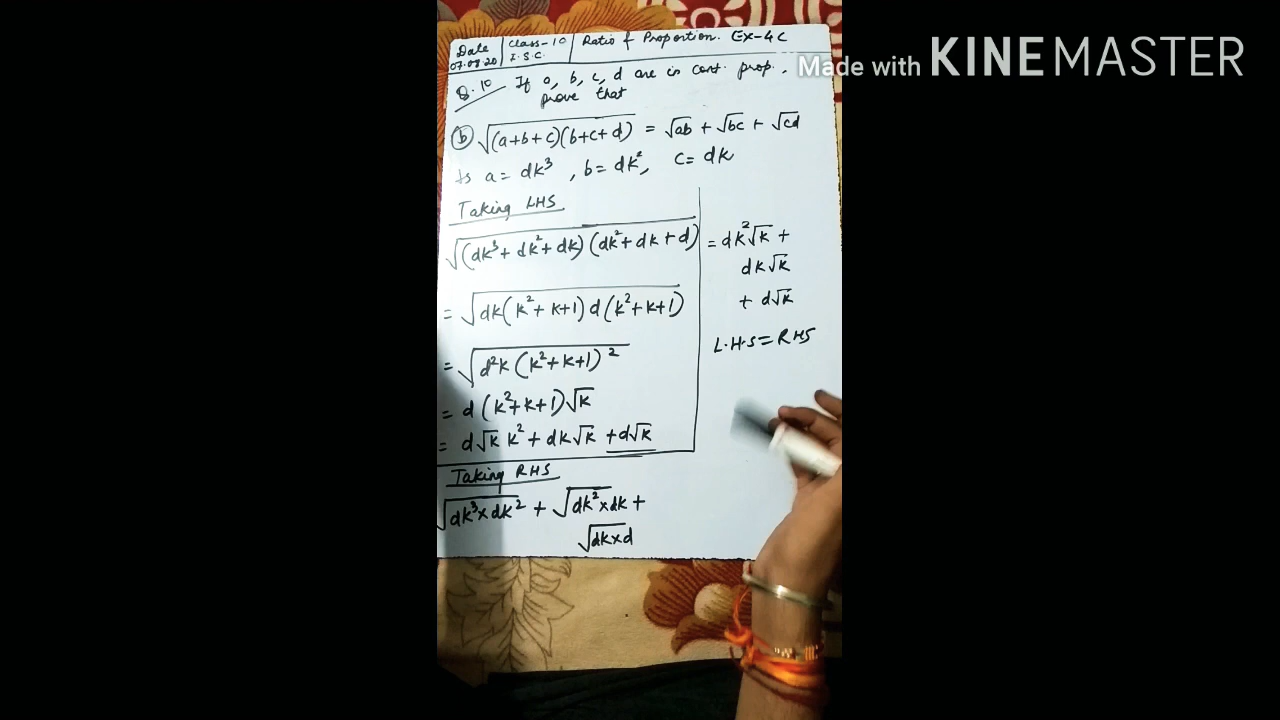 Date
07.09.20
Class-10
I.S.C.
Ratio & Proportion. Ex-4C
Made with KINEMASTER
Q.10 If a, b, c, d are in cont. prop.,
prove that
(b) √(a+b+c)(b+c+d) = √ab + √bc + √cd
As a = dk³, b = dk², c = dk
Taking LHS
√(dk³ + dk² + dk)(dk² + dk + d)
= √dk(k² + k+1) d(k² + k+1)
= √d²k (k² + k+1)²
= d(k²+k+1)√k
= d√k k² + dk√k + d√k
Taking RHS
√dk³×dk² + √dk²×dk +
√dk×d
= dk²√k +
dk√k
+ d√k
L.H.S = RHS